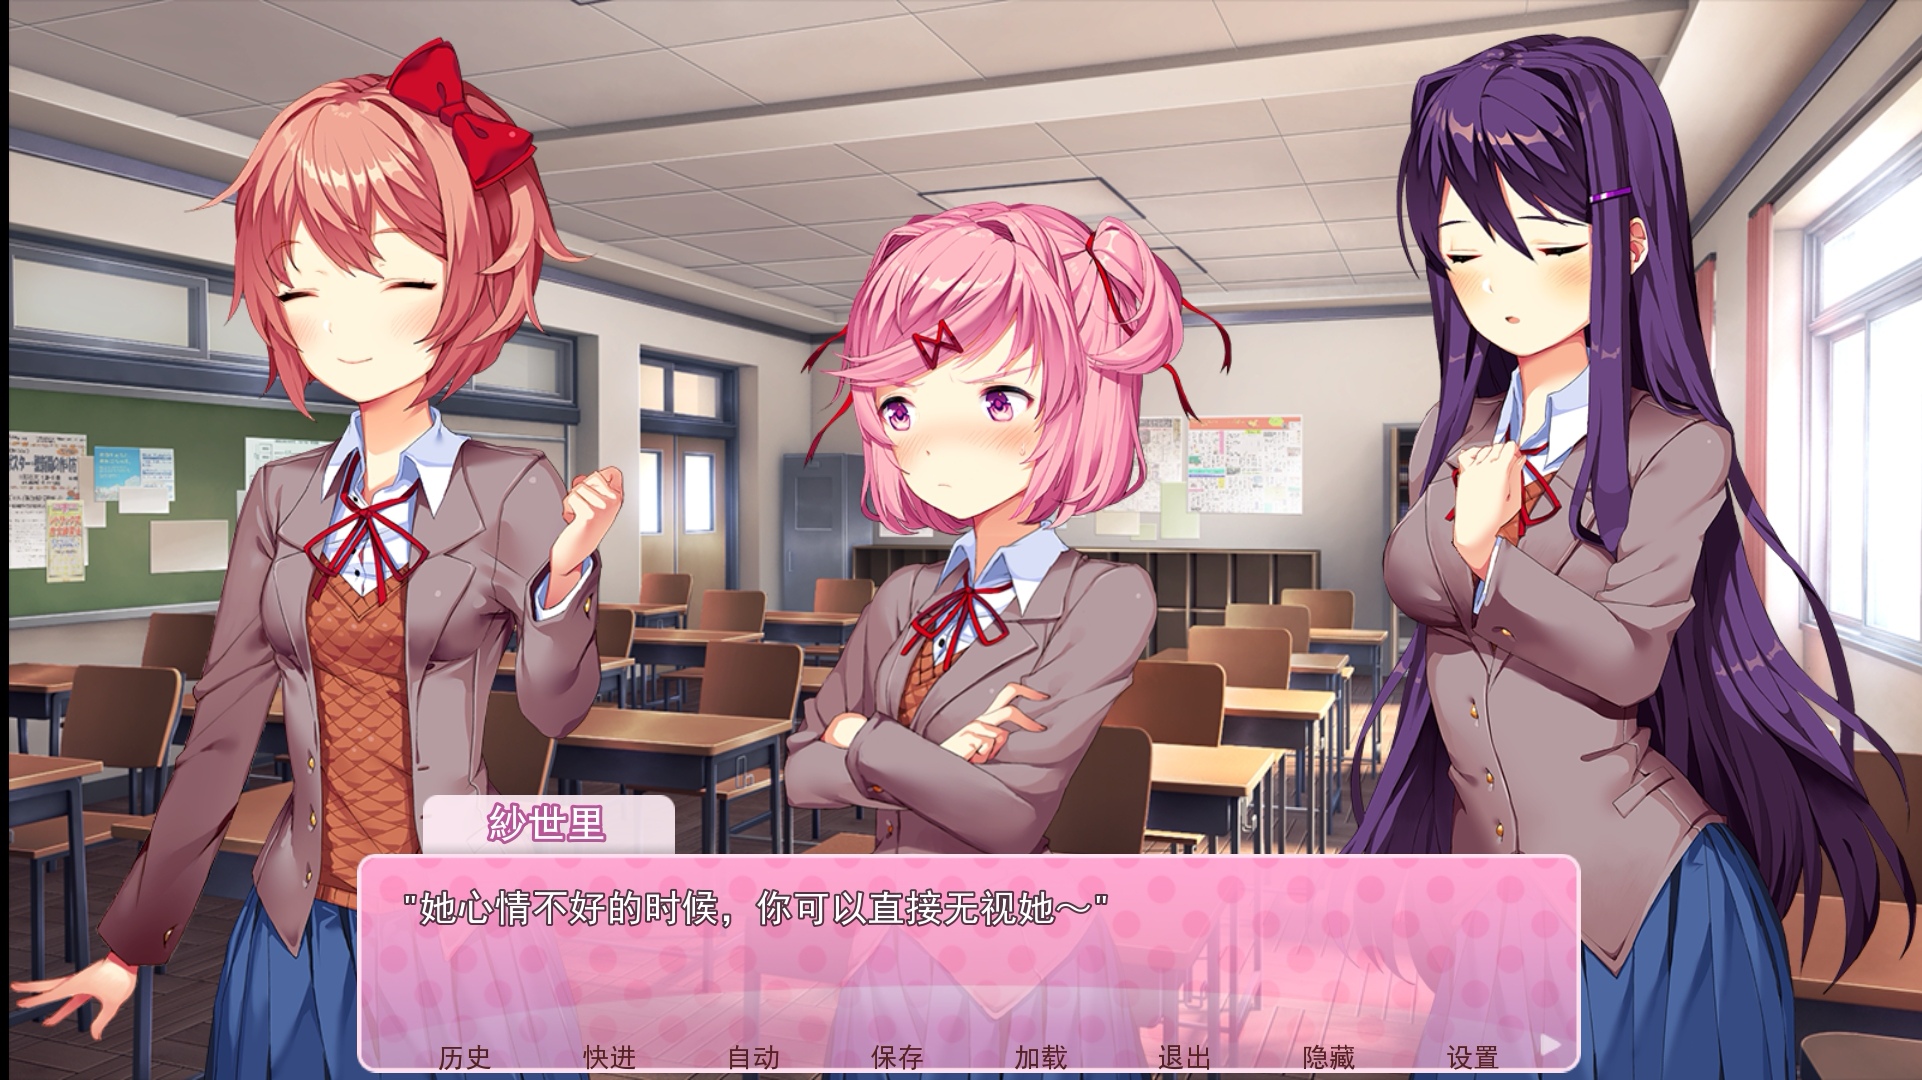 紗世里
"她心情不好的时候，你可以直接无视她～"
历史 快进 自动 保存 加载 退出 隐藏 设置